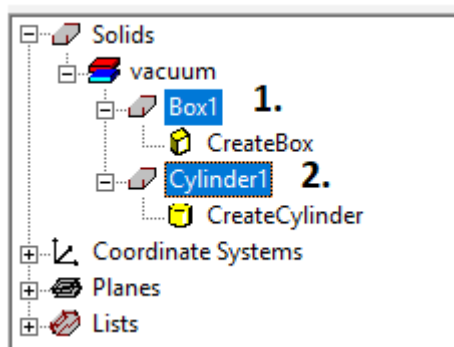 Solids
vacuum
Box1 1.
CreateBox
Cylinder1 2.
CreateCylinder
Coordinate Systems
Planes
Lists